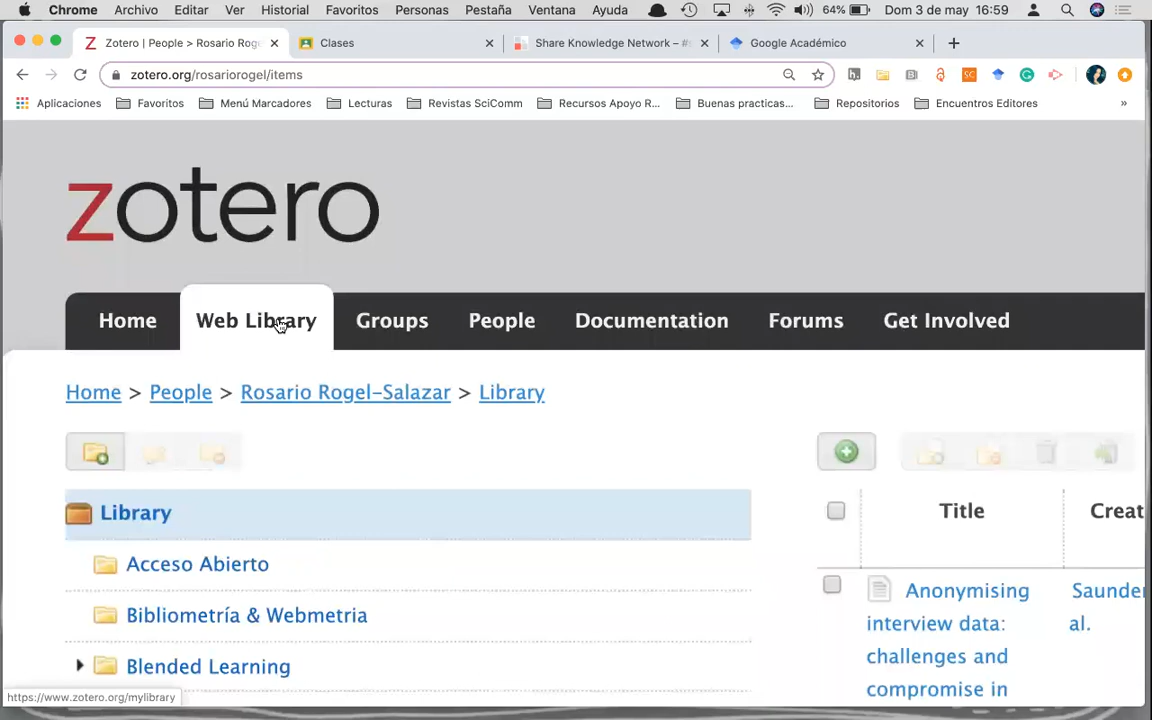 Chrome Archivo Editar Ver Historial Favoritos Personas Pestaña Ventana Ayuda 64% Dom 3 de may 16:59
Zotero | People > Rosario Rog Clases Share Knowledge Network – # Google Académico
zotero.org/rosariorogel/items
Aplicaciones Favoritos Menú Marcadores Lecturas Revistas SciComm Recursos Apoyo R... Buenas practicas... Repositorios Encuentros Editores »
zotero
Home Web Library Groups People Documentation Forums Get Involved
Home > People > Rosario Rogel-Salazar > Library
Library
Title Creat
Acceso Abierto
Anonymising Saunder
Bibliometría & Webmetria
interview data: al.
challenges and
Blended Learning
compromise in
https://www.zotero.org/mylibrary